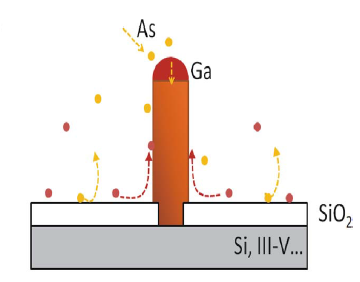 As
Ga
SiO2
Si, III-V...